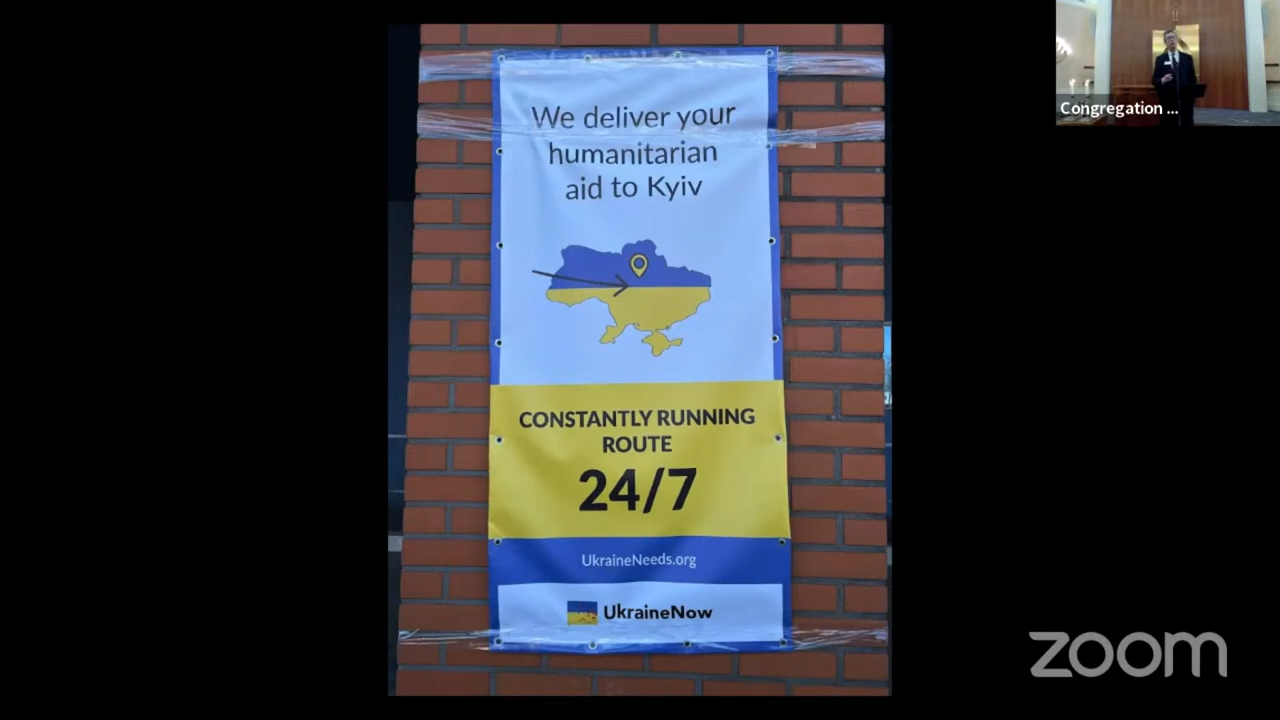 We deliver your
humanitarian
aid to Kyiv
CONSTANTLY RUNNING
ROUTE
24/7
UkraineNeeds.org
UkraineNow
Congregation ...
zoom